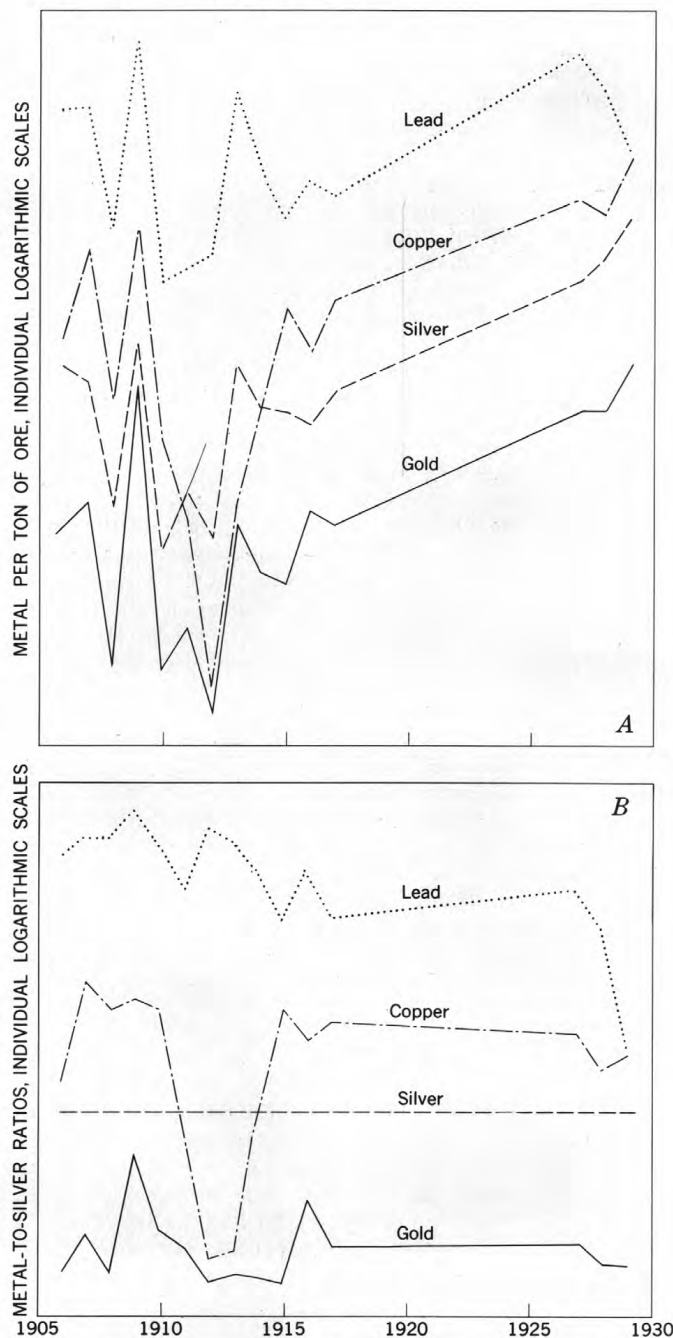 METAL PER TON OF ORE, INDIVIDUAL LOGARITHMIC SCALES
Lead
Copper
Silver
Gold
A
METAL-TO-SILVER RATIOS, INDIVIDUAL LOGARITHMIC SCALES
B
Lead
Copper
Silver
Gold
1905 1910 1915 1920 1925 1930